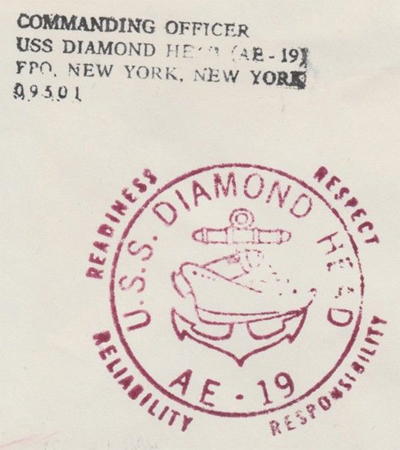 COMMANDING OFFICER
USS DIAMOND HEAD (AE-19)
FPO, NEW YORK, NEW YORK
09501
READINESS
RESPECT
U.S.S. DIAMOND HEAD
AE-19
RELIABILITY
RESPONSIBILITY